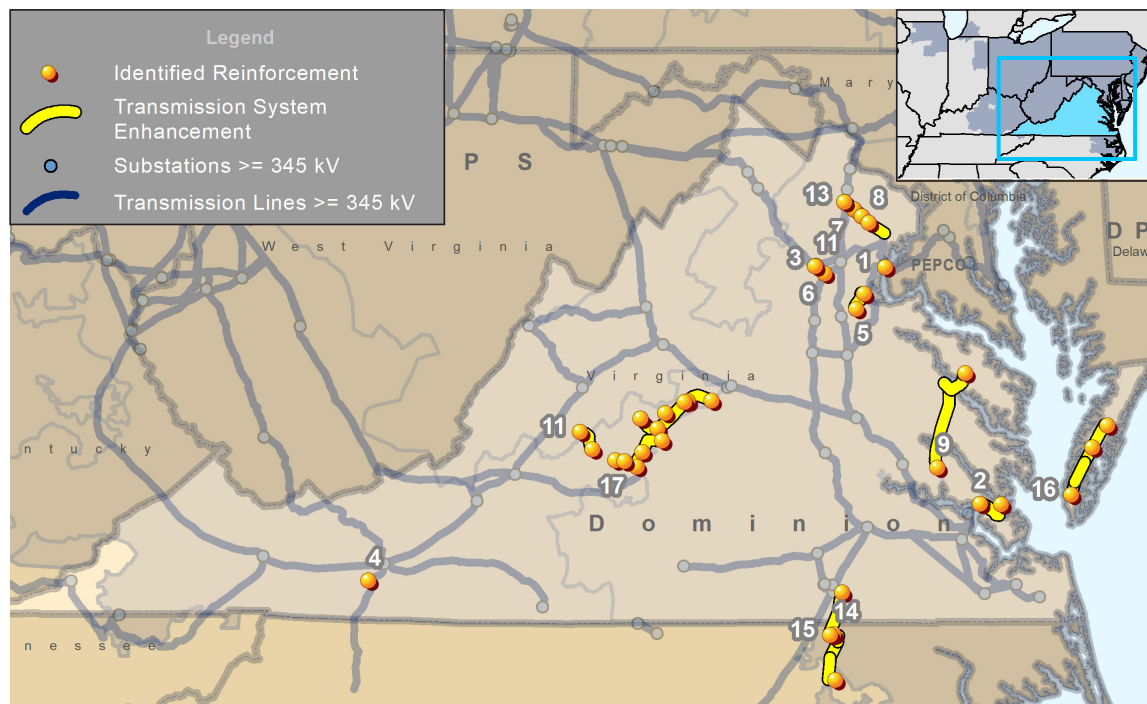 Legend
Identified Reinforcement
Transmission System
Enhancement
Substations >= 345 kV
Transmission Lines >= 345 kV
Mary
P S
13
8
District of Columbia
D P
Delaw
7
11
West Virginia
3
1
PEPCO
6
5
Virginia
11
9
ntucky
17
2
16
Dominion
4
14
15
nessee